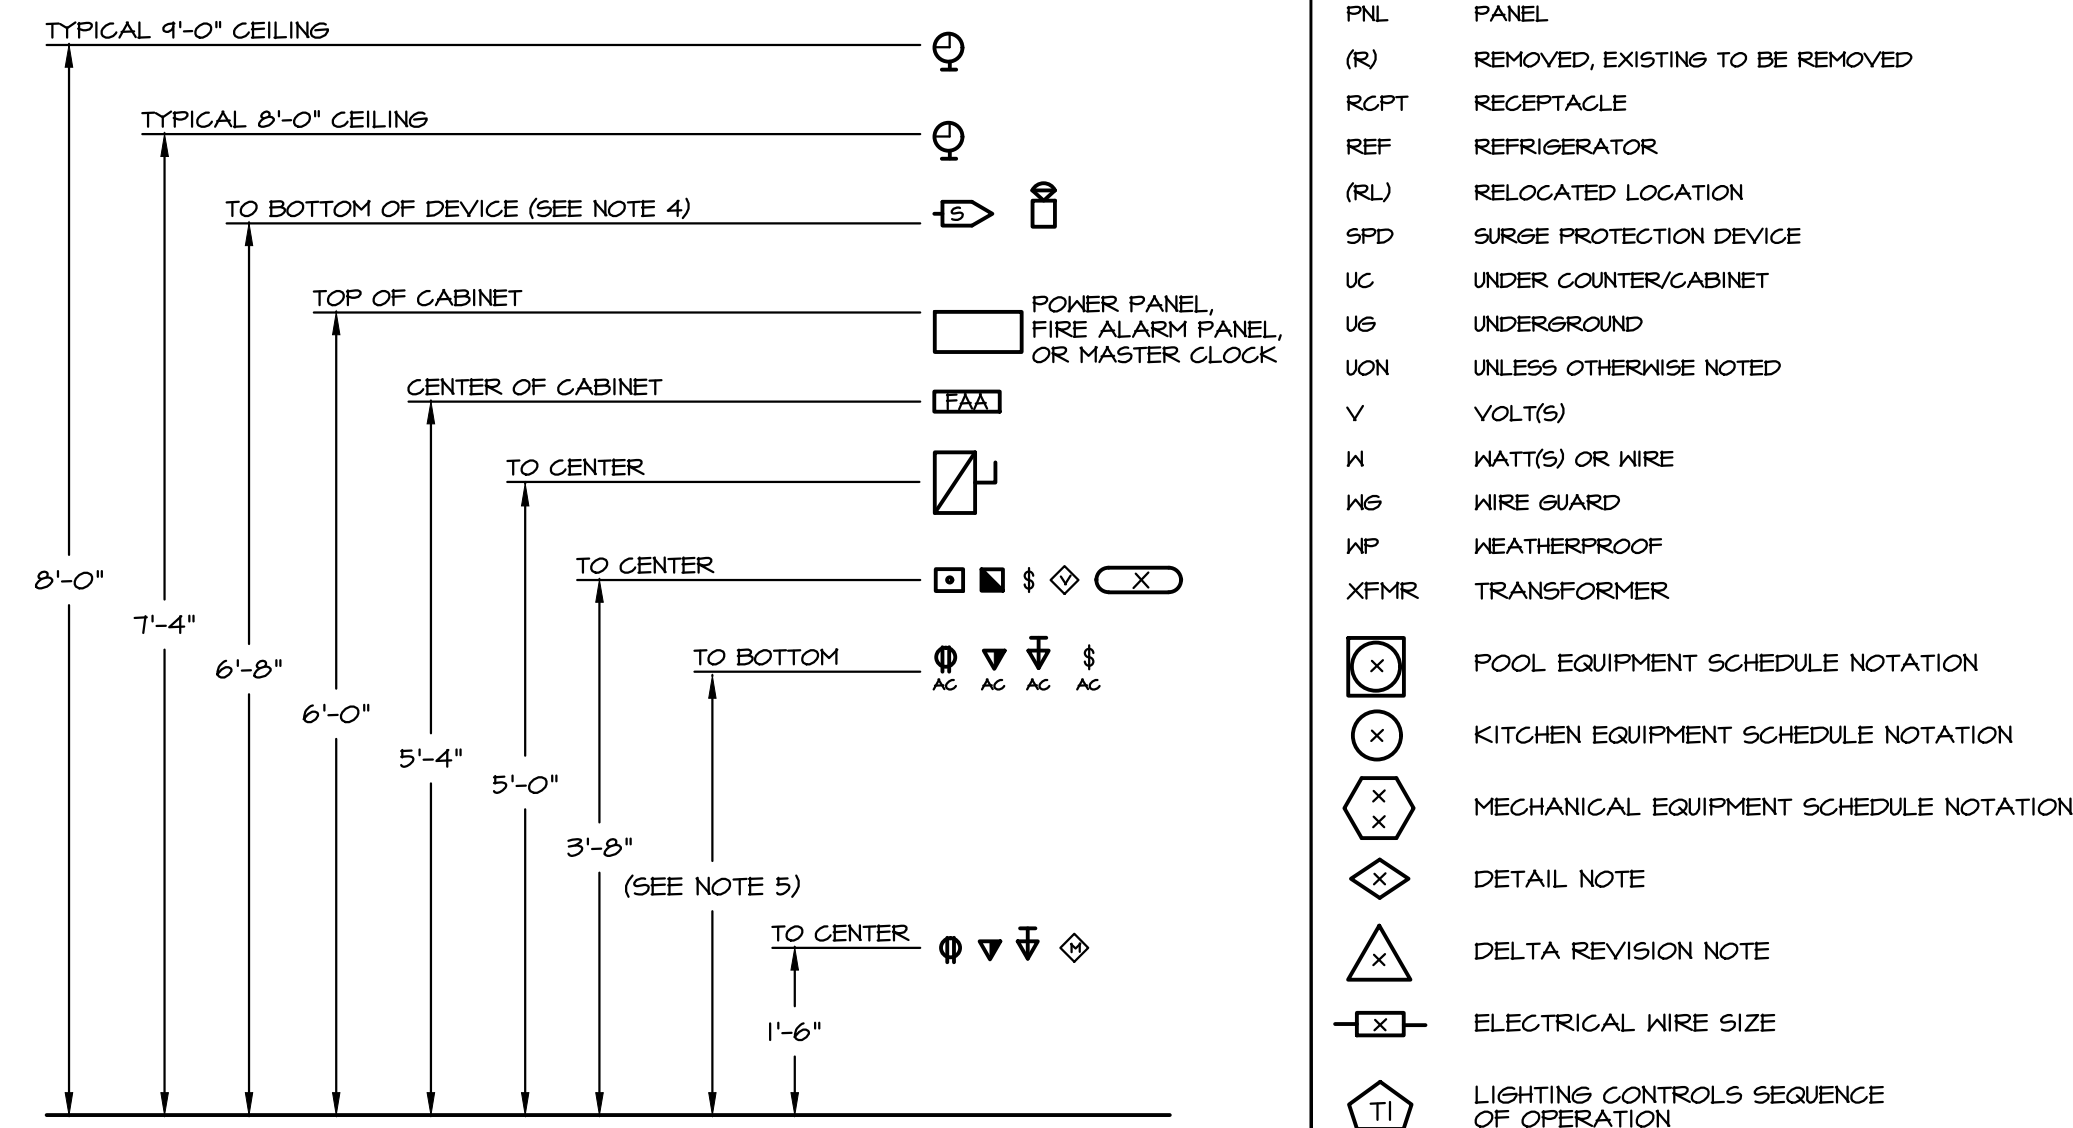 TYPICAL 9'-0" CEILING
TYPICAL 8'-0" CEILING
TO BOTTOM OF DEVICE (SEE NOTE 4)
S
TOP OF CABINET
POWER PANEL,
FIRE ALARM PANEL,
OR MASTER CLOCK
CENTER OF CABINET
FAA
TO CENTER
TO CENTER
$ V X
TO BOTTOM
$
AC AC AC AC
8'-0"
7'-4"
6'-8"
6'-0"
5'-4"
5'-0"
3'-8"
(SEE NOTE 5)
TO CENTER
M
1'-6"
PNL PANEL
(R) REMOVED, EXISTING TO BE REMOVED
RCPT RECEPTACLE
REF REFRIGERATOR
(RL) RELOCATED LOCATION
SPD SURGE PROTECTION DEVICE
UC UNDER COUNTER/CABINET
UG UNDERGROUND
UON UNLESS OTHERWISE NOTED
V VOLT(S)
W WATT(S) OR WIRE
WG WIRE GUARD
WP WEATHERPROOF
XFMR TRANSFORMER
X POOL EQUIPMENT SCHEDULE NOTATION
X KITCHEN EQUIPMENT SCHEDULE NOTATION
X
X
MECHANICAL EQUIPMENT SCHEDULE NOTATION
X DETAIL NOTE
X DELTA REVISION NOTE
X ELECTRICAL WIRE SIZE
T1 LIGHTING CONTROLS SEQUENCE
OF OPERATION